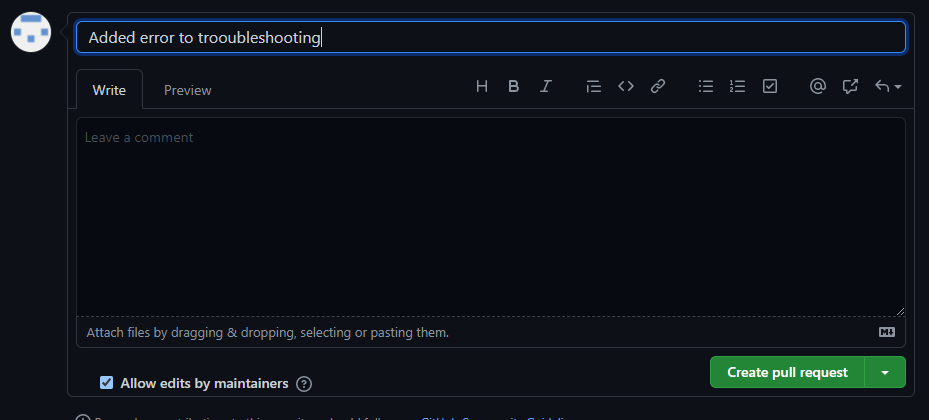 Added error to trooubleshooting
Write Preview
Leave a comment
Attach files by dragging & dropping, selecting or pasting them.
Allow edits by maintainers
Create pull request